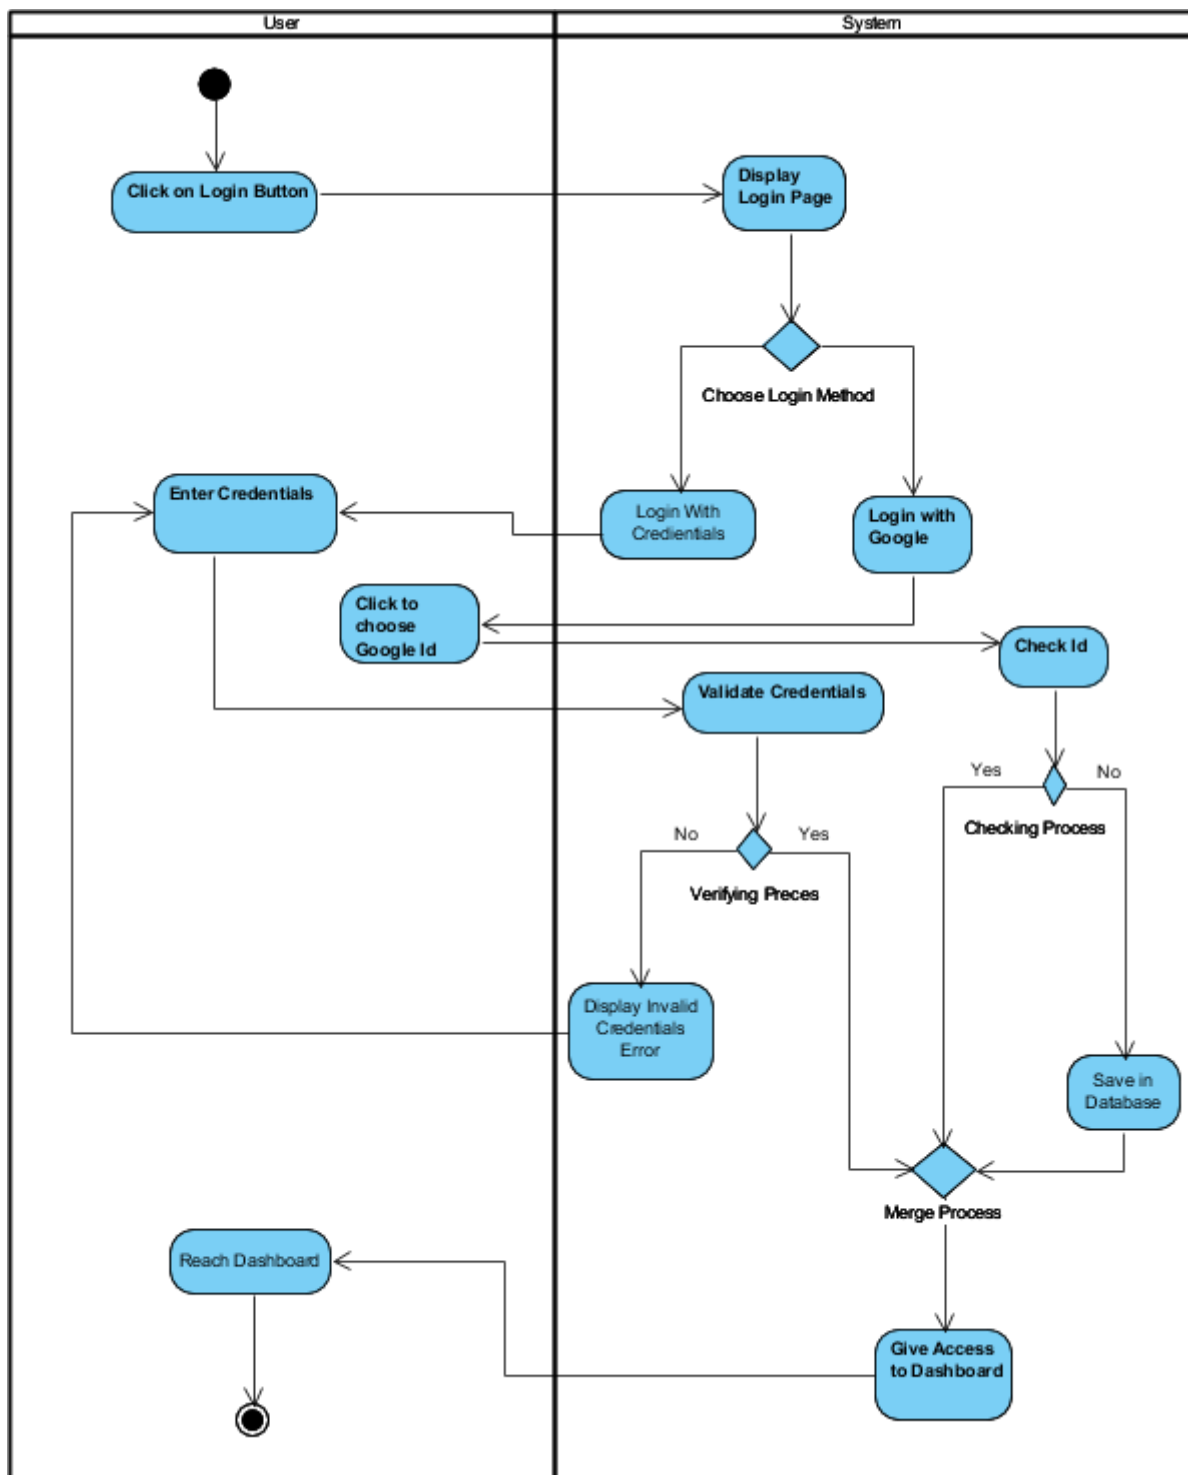 User
System
Click on Login Button
Display
Login Page
Choose Login Method
Enter Credentials
Login With
Credientials
Login with
Google
Click to
choose
Google Id
Check Id
Validate Credentials
Yes
No
Checking Process
No
Yes
Verifying Preces
Display Invalid
Credentials
Error
Save in
Database
Merge Process
Reach Dashboard
Give Access
to Dashboard